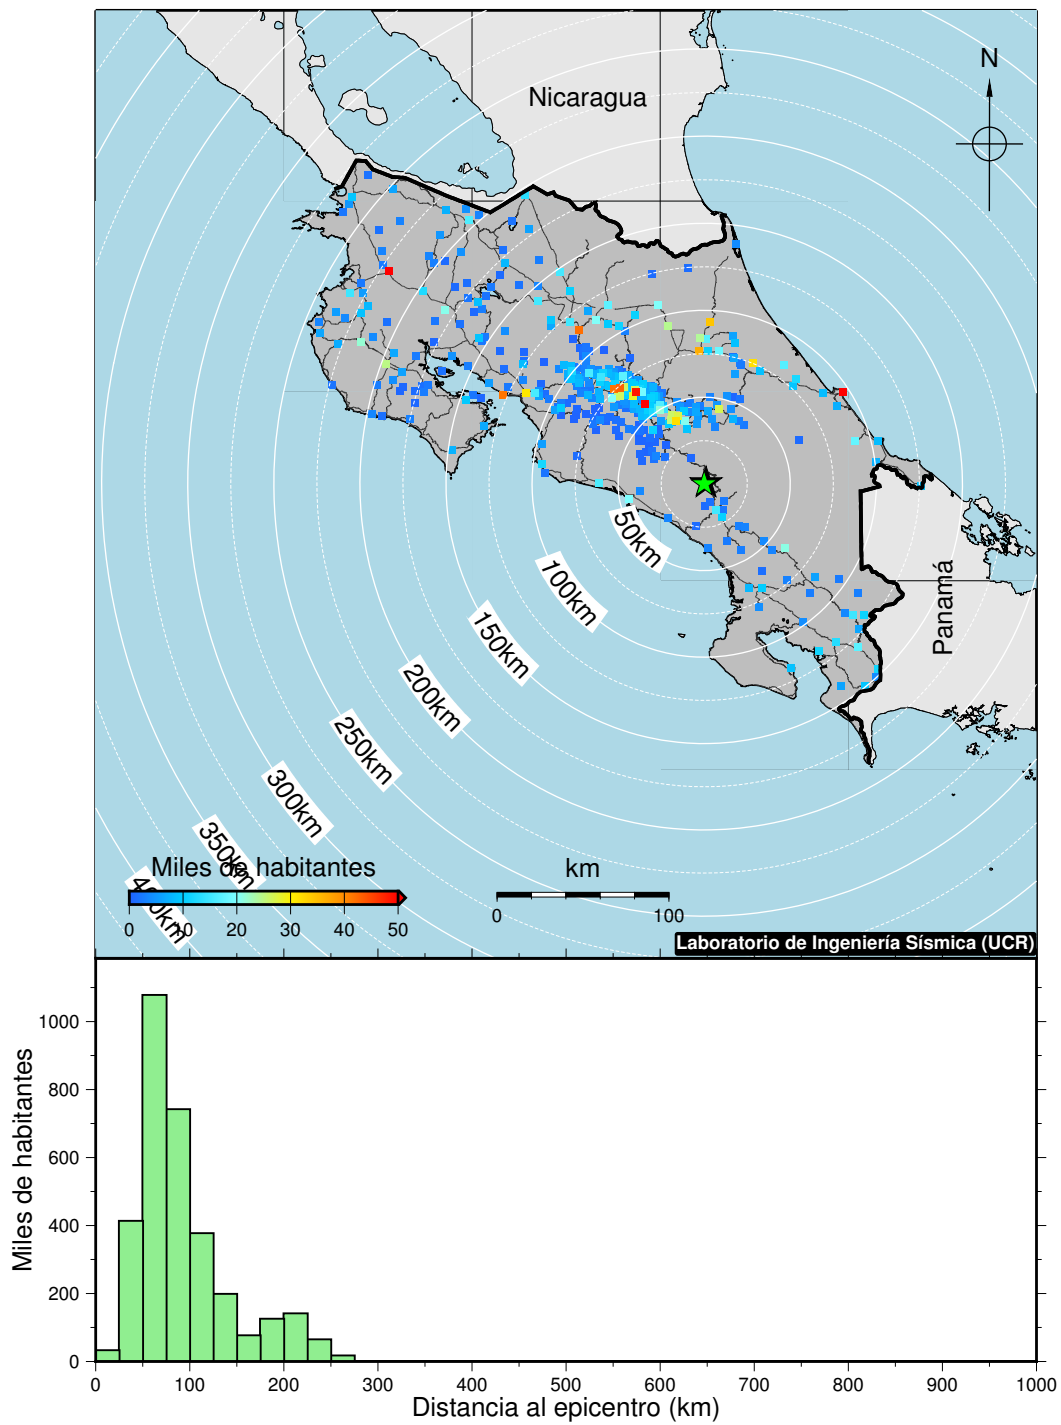 Nicaragua
N
Panamá
50km
100km
150km
200km
250km
300km
350km
400km
Miles de habitantes
0 10 20 30 40 50
km
0 100
Laboratorio de Ingeniería Sísmica (UCR)
Miles de habitantes
1000
800
600
400
200
0
0 100 200 300 400 500 600 700 800 900 1000
Distancia al epicentro (km)